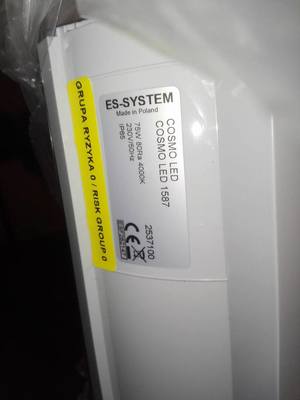 ES-SYSTEM
Made in Poland
COSMO LED
COSMO LED 1587
75W 80Ra 4000K
230V/50Hz
IP65
2537100
CE
GRUPA RYZYKA 0 / RISK GROUP 0